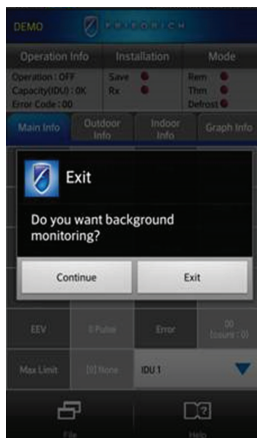 DEMO
FRIEDRICH
Operation Info Installation Mode
Operation : OFF Save Rem
Capacity(IDU) : 0K Rx Thm
Error Code : 00 Defrost
Main Info Outdoor Info Indoor Info Graph Info
Exit
Do you want background
monitoring?
Continue Exit
EEV 0 Pulse Error 00
(count : 0)
Max Limit [0] None IDU 1
File Help